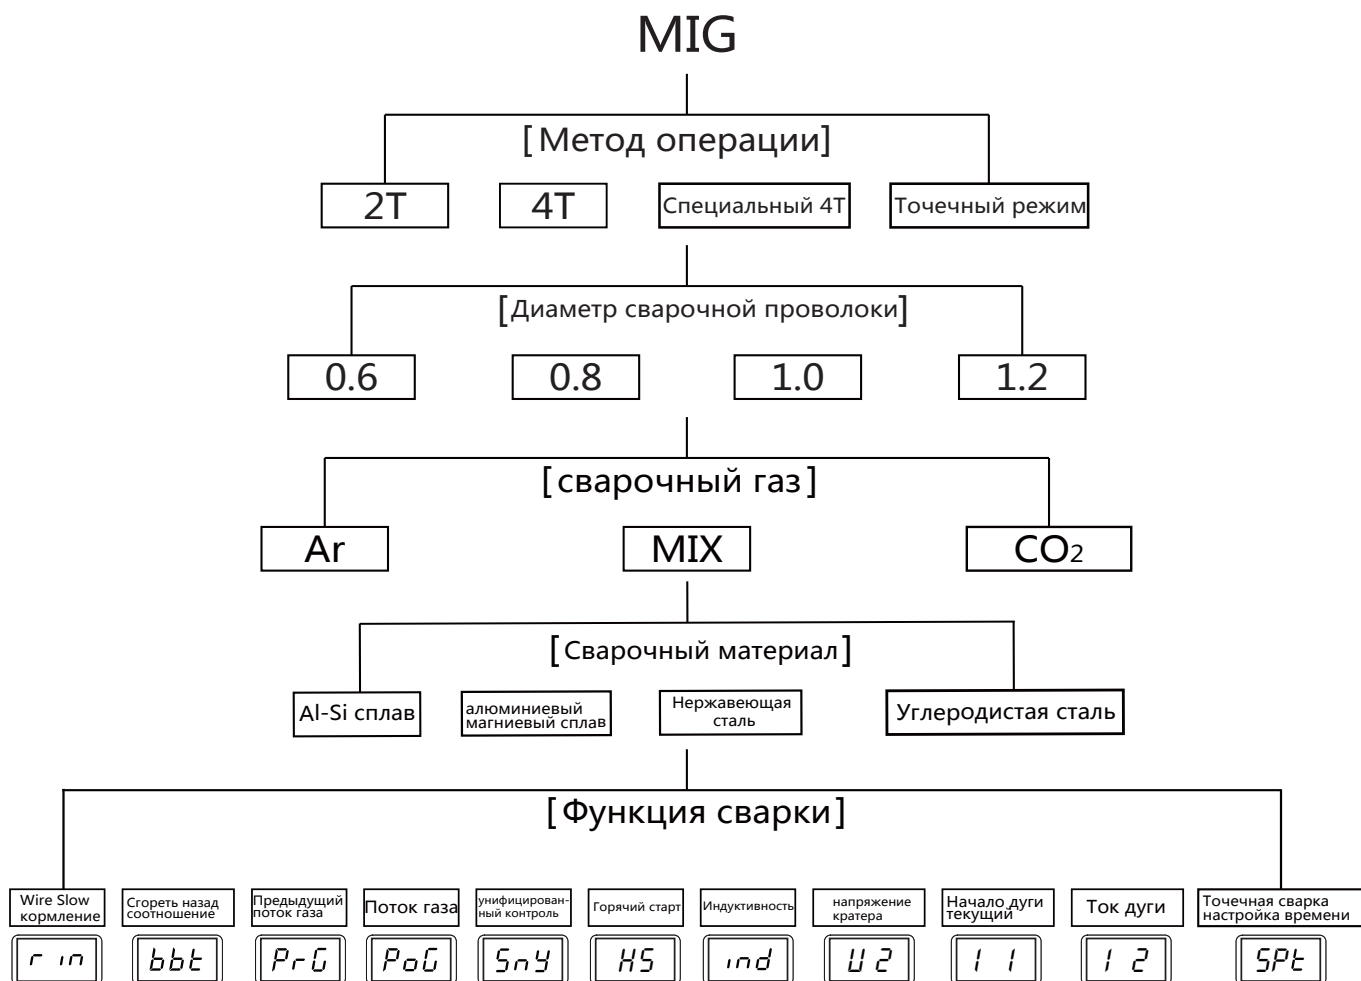 MIG
[Метод операции]
2T
4T
Специальный 4T
Точечный режим
[Диаметр сварочной проволоки]
0.6
0.8
1.0
1.2
[сварочный газ]
Ar
MIX
CO2
[Сварочный материал]
Al-Si сплав
алюминиевый
магниевый сплав
Нержавеющая
сталь
Углеродистая сталь
[Функция сварки]
Wire Slow
кормление
Сгореть назад
соотношение
Предыдущий
поток газа
Поток газа
унифицирован-
ный контроль
Горячий старт
Индуктивность
напряжение
кратера
Начало дуги
текущий
Ток дуги
Точечная сварка
настройка времени
r in
bbt
PrG
PoG
SnY
HS
ind
U 2
I 1
I 2
SPt